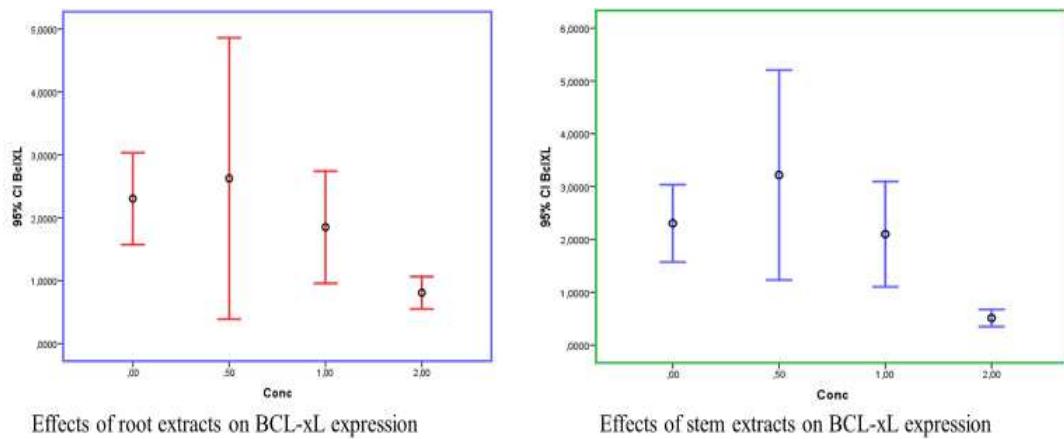 5,0000
4,0000
3,0000
2,0000
1,0000
,0000
95% CI BclXL
,00 ,50 1,00 2,00
Conc
Effects of root extracts on BCL-xL expression
6,0000
5,0000
4,0000
3,0000
2,0000
1,0000
,0000
95% CI BclXL
,00 ,50 1,00 2,00
Conc
Effects of stem extracts on BCL-xL expression